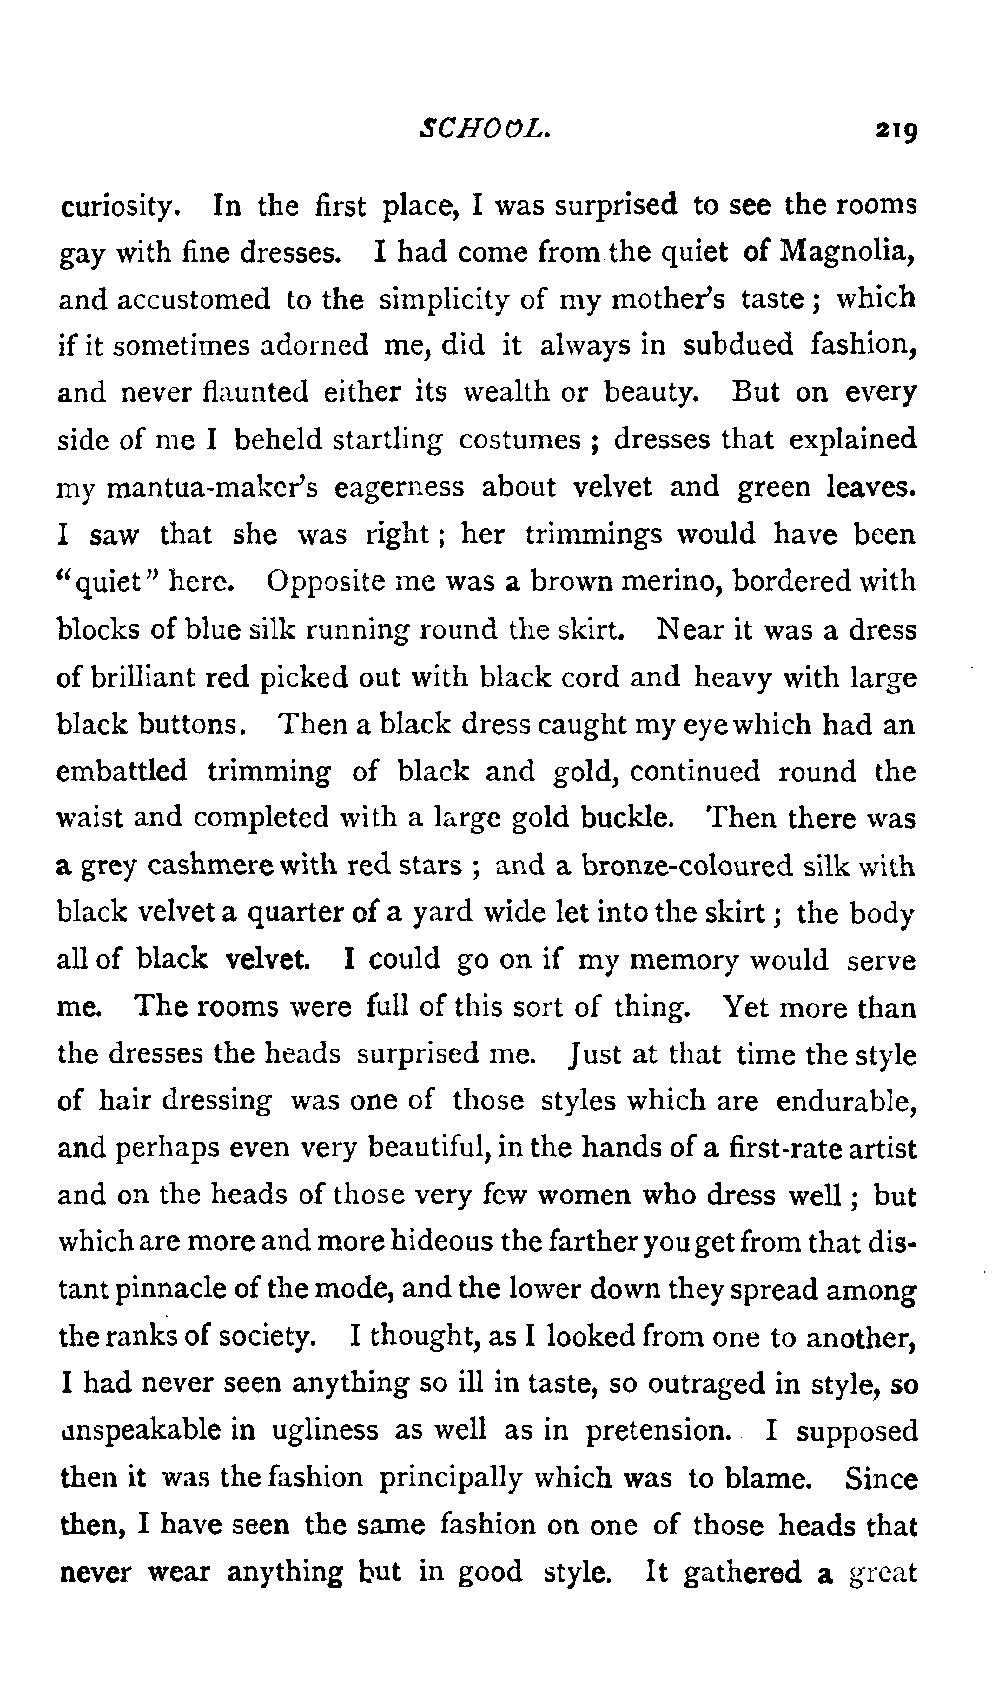 SCHOOL. 219
curiosity. In the first place, I was surprised to see the rooms
gay with fine dresses. I had come from the quiet of Magnolia,
and accustomed to the simplicity of my mother's taste; which
if it sometimes adorned me, did it always in subdued fashion,
and never flaunted either its wealth or beauty. But on every
side of me I beheld startling costumes; dresses that explained
my mantua-maker's eagerness about velvet and green leaves.
I saw that she was right; her trimmings would have been
"quiet" here. Opposite me was a brown merino, bordered with
blocks of blue silk running round the skirt. Near it was a dress
of brilliant red picked out with black cord and heavy with large
black buttons. Then a black dress caught my eye which had an
embattled trimming of black and gold, continued round the
waist and completed with a large gold buckle. Then there was
a grey cashmere with red stars; and a bronze-coloured silk with
black velvet a quarter of a yard wide let into the skirt; the body
all of black velvet. I could go on if my memory would serve
me. The rooms were full of this sort of thing. Yet more than
the dresses the heads surprised me. Just at that time the style
of hair dressing was one of those styles which are endurable,
and perhaps even very beautiful, in the hands of a first-rate artist
and on the heads of those very few women who dress well; but
which are more and more hideous the farther you get from that dis-
tant pinnacle of the mode, and the lower down they spread among
the ranks of society. I thought, as I looked from one to another,
I had never seen anything so ill in taste, so outraged in style, so
unspeakable in ugliness as well as in pretension. I supposed
then it was the fashion principally which was to blame. Since
then, I have seen the same fashion on one of those heads that
never wear anything but in good style. It gathered a great